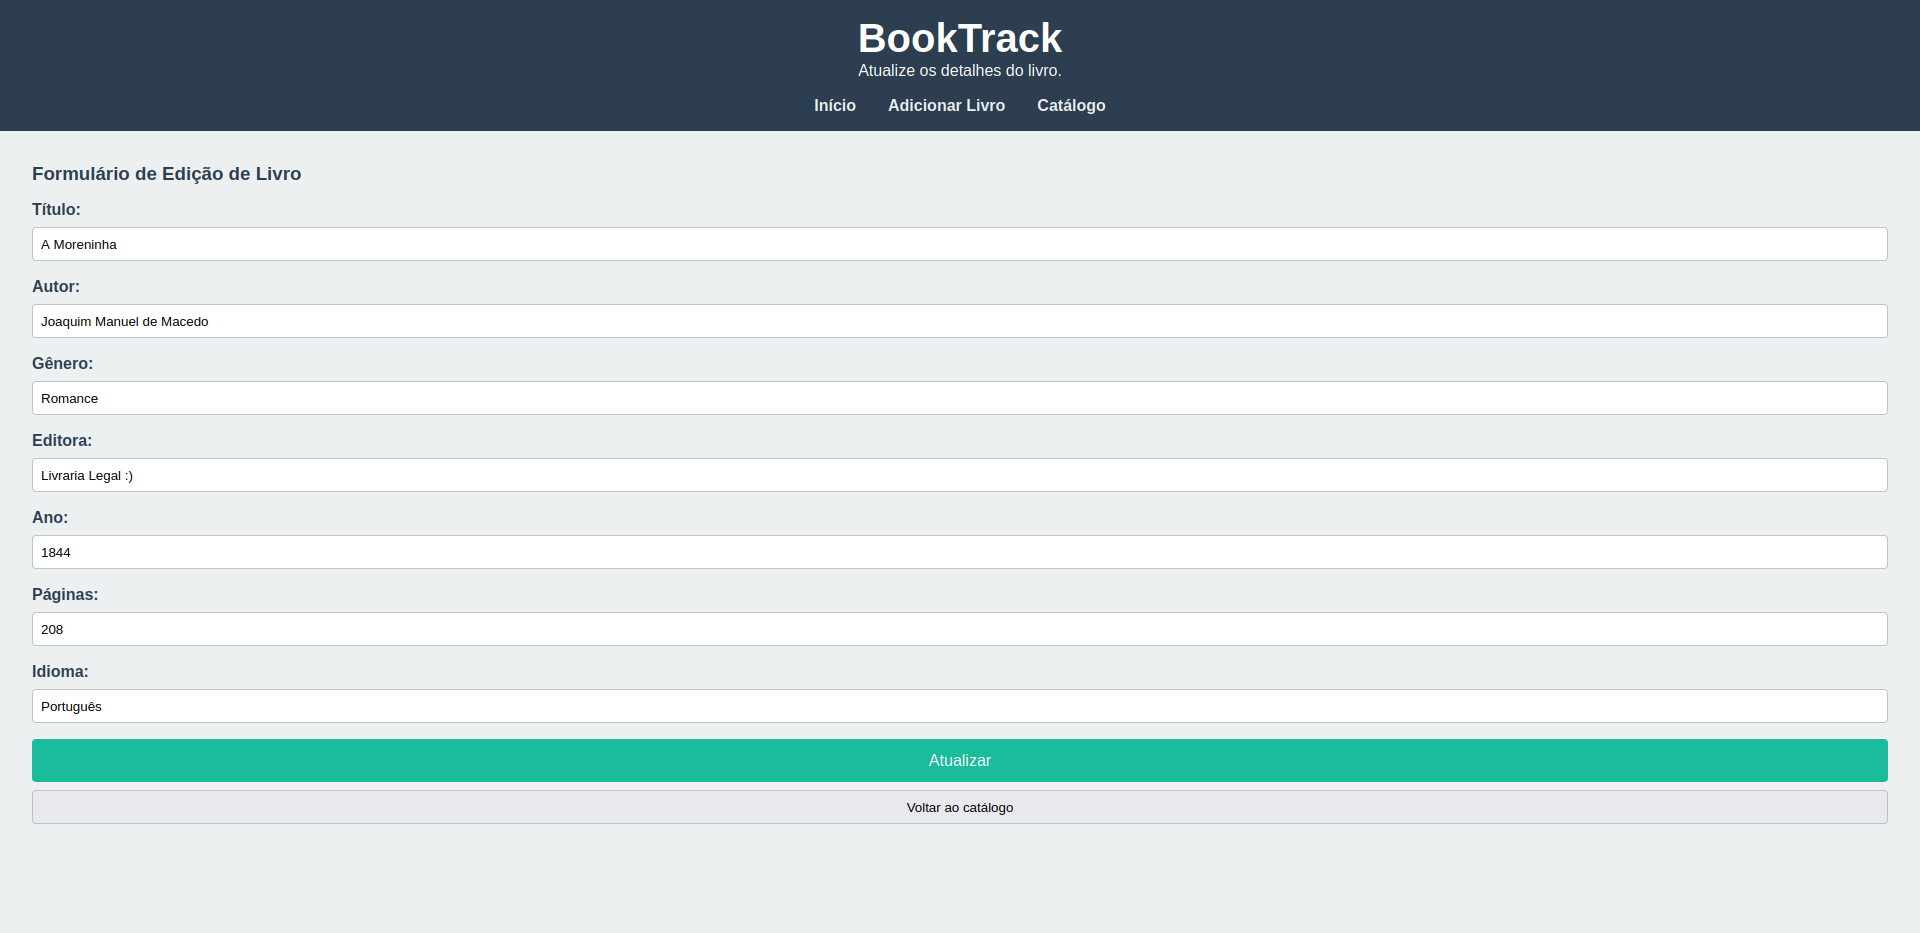 BookTrack
Atualize os detalhes do livro.
Início Adicionar Livro Catálogo
Formulário de Edição de Livro
Título:
A Moreninha
Autor:
Joaquim Manuel de Macedo
Gênero:
Romance
Editora:
Livraria Legal :)
Ano:
1844
Páginas:
208
Idioma:
Português
Atualizar
Voltar ao catálogo